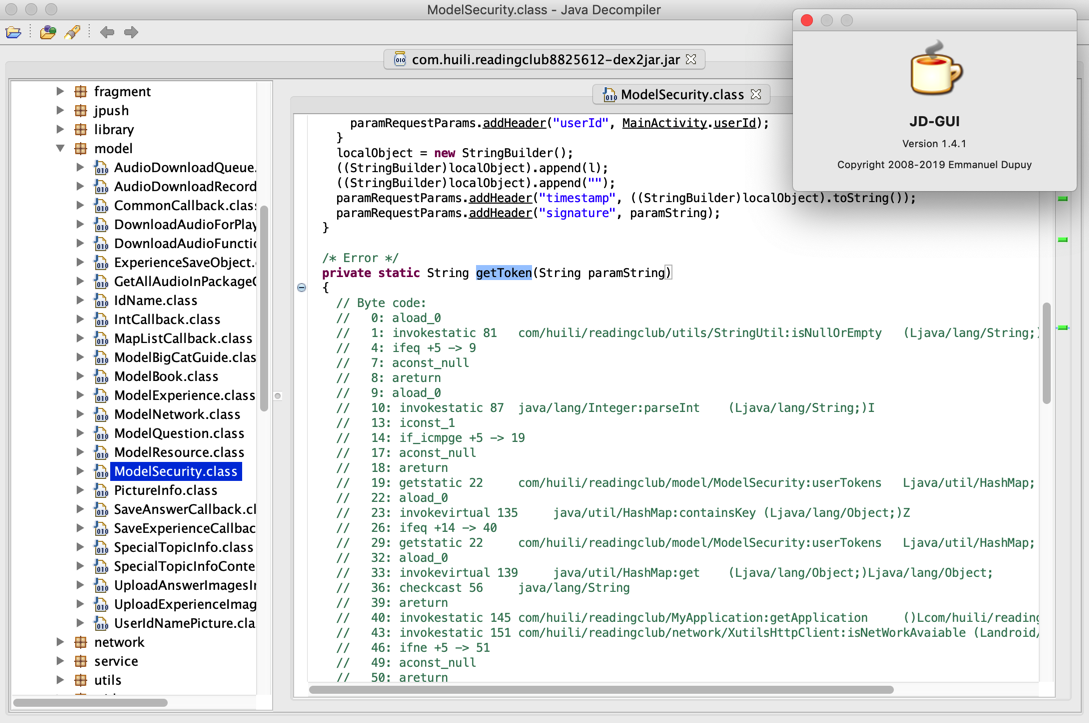 ModelSecurity.class - Java Decompiler
com.huili.readingclub8825612-dex2jar.jar
JD-GUI
Version 1.4.1
Copyright 2008-2019 Emmanuel Dupuy
fragment
jpush
library
model
AudioDownloadQueue.
AudioDownloadRecord
CommonCallback.class
DownloadAudioForPlay
DownloadAudioFunctio
ExperienceSaveObject.
GetAllAudioInPackage
IdName.class
IntCallback.class
MapListCallback.class
ModelBigCatGuide.clas
ModelBook.class
ModelExperience.class
ModelNetwork.class
ModelQuestion.class
ModelResource.class
ModelSecurity.class
PictureInfo.class
SaveAnswerCallback.cl
SaveExperienceCallbac
SpecialTopicInfo.class
SpecialTopicInfoConte
UploadAnswerImagesIn
UploadExperienceImag
UserIdNamePicture.cla
network
service
utils
ModelSecurity.class
paramRequestParams.addHeader("userId", MainActivity.userId);
}
localObject = new StringBuilder();
((StringBuilder)localObject).append(l);
((StringBuilder)localObject).append("");
paramRequestParams.addHeader("timestamp", ((StringBuilder)localObject).toString());
paramRequestParams.addHeader("signature", paramString);
}
/* Error */
private static String getToken(String paramString)
{
// Byte code:
// 0: aload_0
// 1: invokestatic 81 com/huili/readingclub/utils/StringUtil:isNullOrEmpty (Ljava/lang/String;)
// 4: ifeq +5 -> 9
// 7: aconst_null
// 8: areturn
// 9: aload_0
// 10: invokestatic 87 java/lang/Integer:parseInt (Ljava/lang/String;)I
// 13: iconst_1
// 14: if_icmpge +5 -> 19
// 17: aconst_null
// 18: areturn
// 19: getstatic 22 com/huili/readingclub/model/ModelSecurity:userTokens Ljava/util/HashMap;
// 22: aload_0
// 23: invokevirtual 135 java/util/HashMap:containsKey (Ljava/lang/Object;)Z
// 26: ifeq +14 -> 40
// 29: getstatic 22 com/huili/readingclub/model/ModelSecurity:userTokens Ljava/util/HashMap;
// 32: aload_0
// 33: invokevirtual 139 java/util/HashMap:get (Ljava/lang/Object;)Ljava/lang/Object;
// 36: checkcast 56 java/lang/String
// 39: areturn
// 40: invokestatic 145 com/huili/readingclub/MyApplication:getApplication ()Lcom/huili/reading
// 43: invokestatic 151 com/huili/readingclub/network/XutilsHttpClient:isNetWorkAvaiable (Landroid/
// 46: ifne +5 -> 51
// 49: aconst_null
// 50: areturn